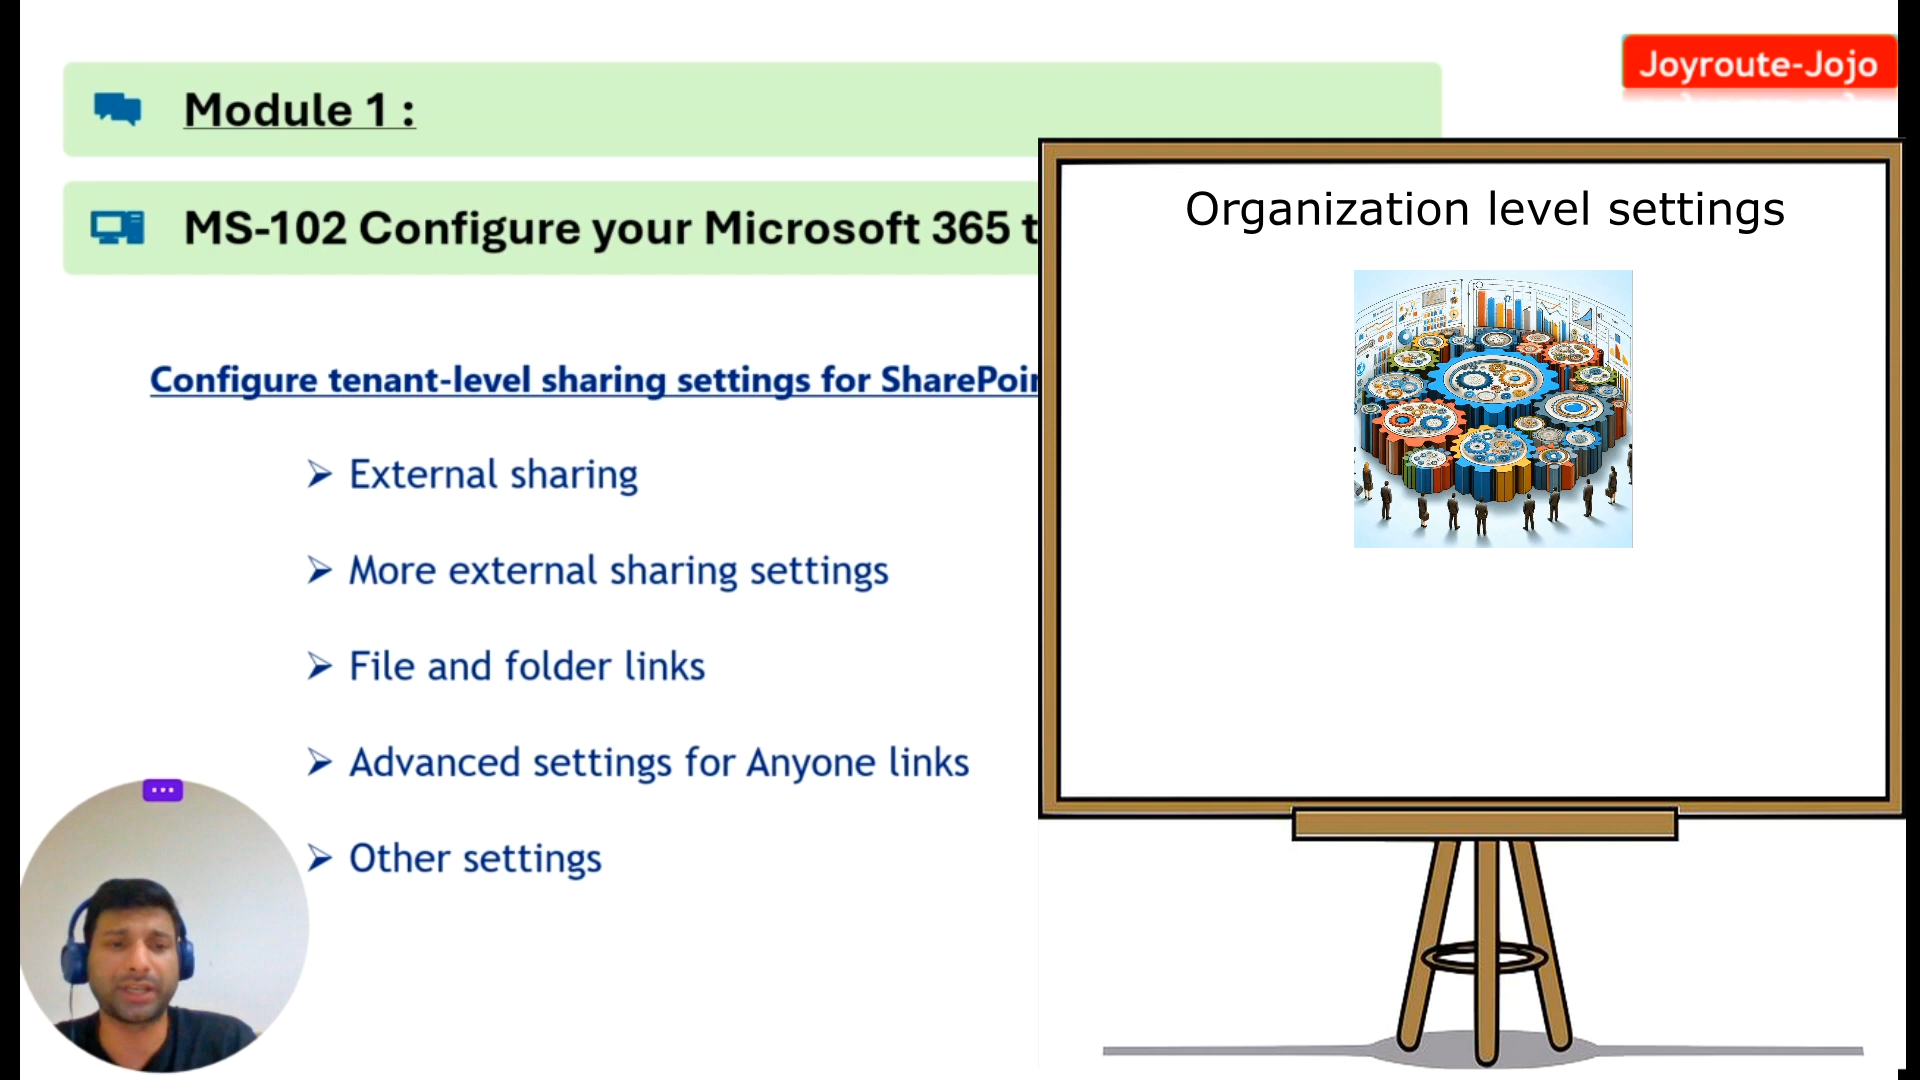 Joyroute-Jojo
Module 1 :
MS-102 Configure your Microsoft 365 t
Configure tenant-level sharing settings for SharePoin
External sharing
More external sharing settings
File and folder links
Advanced settings for Anyone links
Other settings
Organization level settings